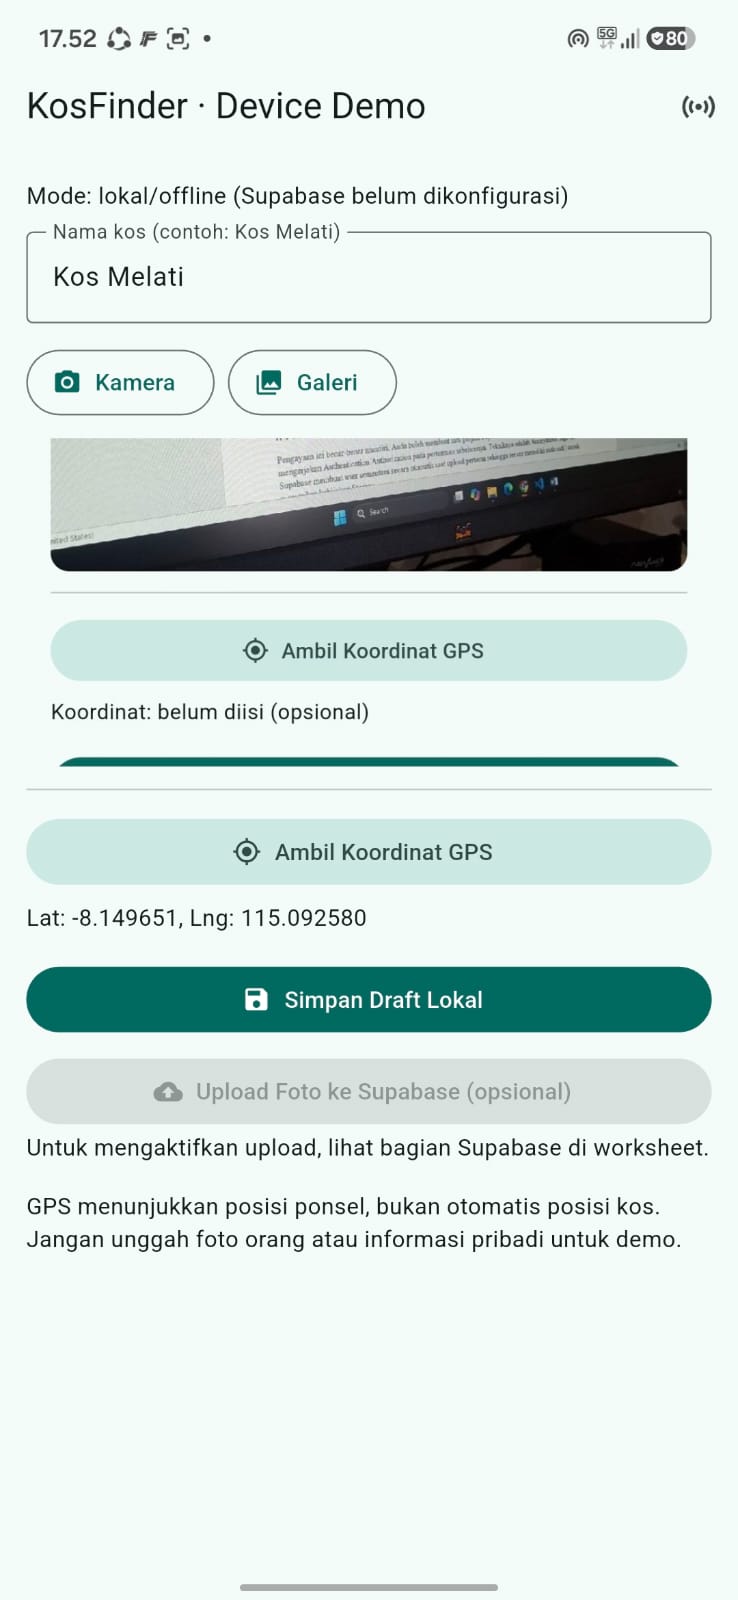 17.52
5G
80
KosFinder · Device Demo
Mode: lokal/offline (Supabase belum dikonfigurasi)
Nama kos (contoh: Kos Melati)
Kos Melati
Kamera
Galeri
Search
Ambil Koordinat GPS
Koordinat: belum diisi (opsional)
Ambil Koordinat GPS
Lat: -8.149651, Lng: 115.092580
Simpan Draft Lokal
Upload Foto ke Supabase (opsional)
Untuk mengaktifkan upload, lihat bagian Supabase di worksheet.
GPS menunjukkan posisi ponsel, bukan otomatis posisi kos.
Jangan unggah foto orang atau informasi pribadi untuk demo.